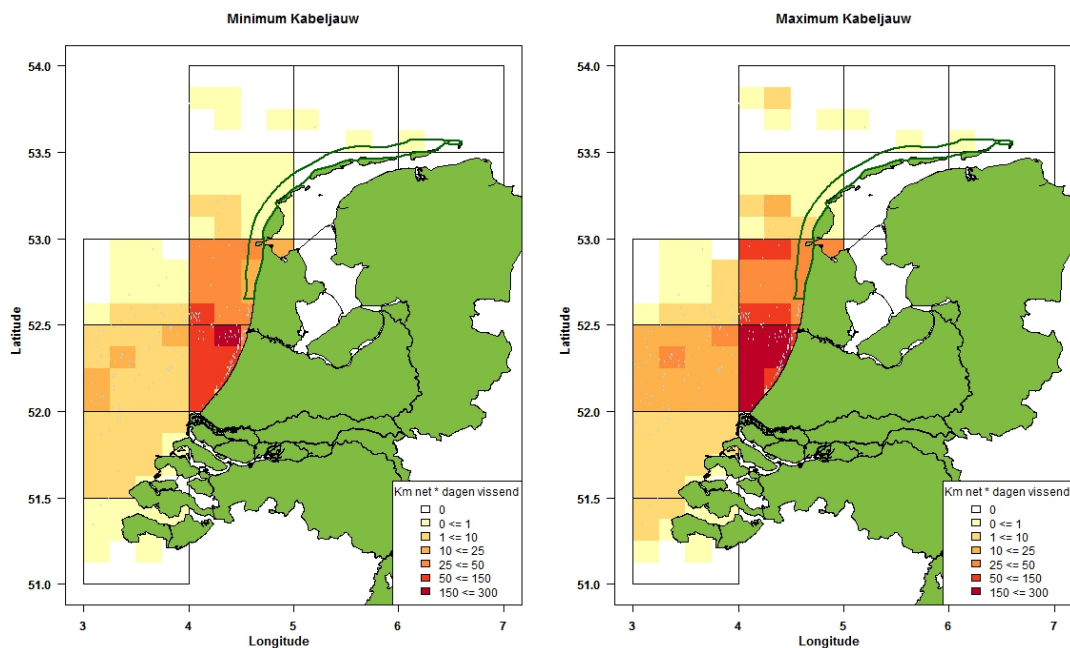 Minimum Kabeljauw
54.0
53.5
53.0
52.5
52.0
51.5
51.0
Latitude
3 4 5 6 7
Longitude
Km net * dagen vissend
0
0 <= 1
1 <= 10
10 <= 25
25 <= 50
50 <= 150
150 <= 300
Maximum Kabeljauw
54.0
53.5
53.0
52.5
52.0
51.5
51.0
Latitude
3 4 5 6 7
Longitude
Km net * dagen vissend
0
0 <= 1
1 <= 10
10 <= 25
25 <= 50
50 <= 150
150 <= 300